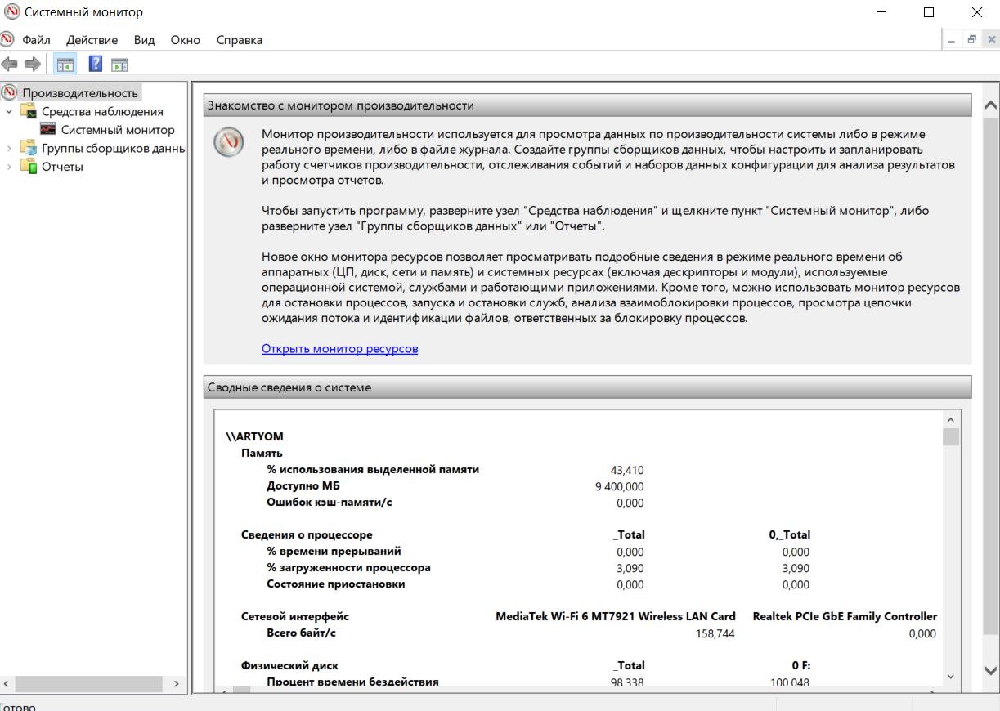 Системный монитор
Файл Действие Вид Окно Справка
Производительность
Средства наблюдения
Системный монитор
Группы сборщиков данны
Отчеты
Знакомство с монитором производительности
Монитор производительности используется для просмотра данных по производительности системы либо в режиме
реального времени, либо в файле журнала. Создайте группы сборщиков данных, чтобы настроить и запланировать
работу счетчиков производительности, отслеживания событий и наборов данных конфигурации для анализа результатов
и просмотра отчетов.
Чтобы запустить программу, разверните узел "Средства наблюдения" и щелкните пункт "Системный монитор", либо
разверните узел "Группы сборщиков данных" или "Отчеты".
Новое окно монитора ресурсов позволяет просматривать подробные сведения в режиме реального времени об
аппаратных (ЦП, диск, сети и память) и системных ресурсах (включая дескрипторы и модули), используемые
операционной системой, службами и работающими приложениями. Кроме того, можно использовать монитор ресурсов
для остановки процессов, запуска и остановки служб, анализа взаимоблокировки процессов, просмотра цепочки
ожидания потока и идентификации файлов, ответственных за блокировку процессов.
Открыть монитор ресурсов
Сводные сведения о системе
\\ARTYOM
Память
% использования выделенной памяти 43,410
Доступно МБ 9 400,000
Ошибок кэш-памяти/с 0,000
Сведения о процессоре _Total 0,_Total
% времени прерываний 0,000 0,000
% загруженности процессора 3,090 3,090
Состояние приостановки 0,000 0,000
Сетевой интерфейс MediaTek Wi-Fi 6 MT7921 Wireless LAN Card Realtek PCIe GbE Family Controller
Всего байт/с 158,744 0,000
Физический диск _Total 0 F:
Процент времени бездействия 98,338 100,048
Готово